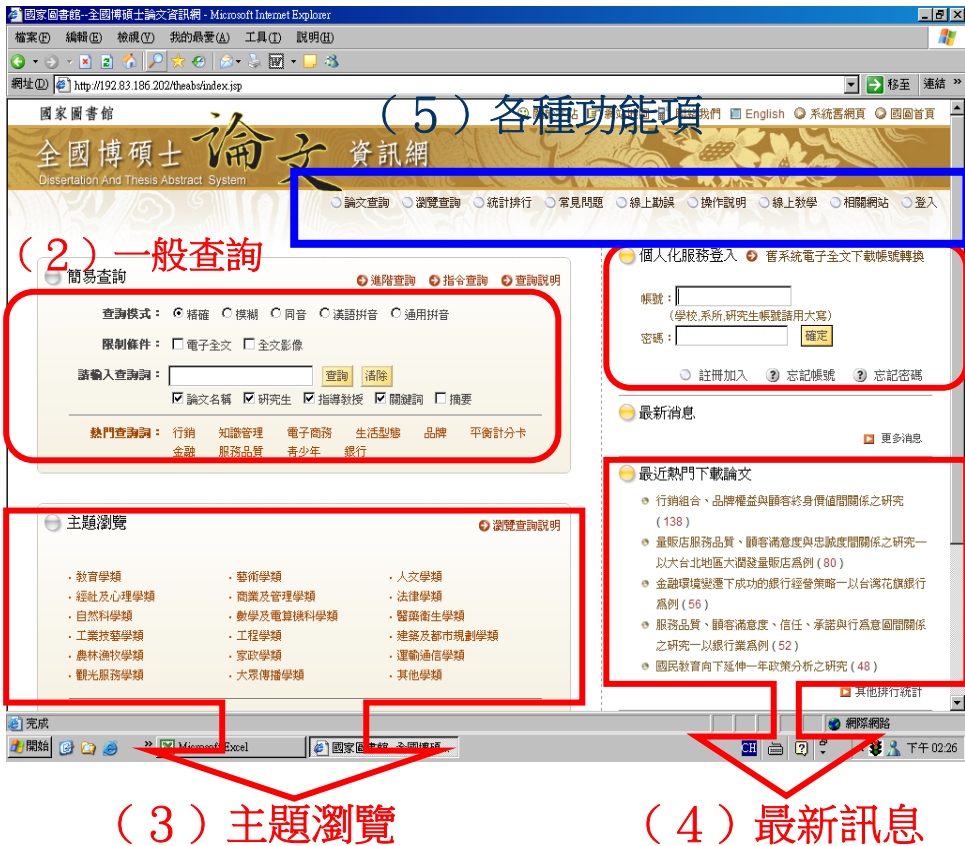 國家圖書館--全國博碩士論文資訊網 - Microsoft Internet Explorer
檔案(F) 編輯(E) 檢視(V) 我的最愛(A) 工具(T) 說明(H)
網址(D) http://192.83.186.202/theabs/index.jsp 移至 連結 »
國家圖書館
English 系統舊網頁 國圖首頁
（５）各種功能項
全國博碩士論文資訊網
Dissertation And Thesis Abstract System
論文查詢 瀏覽查詢 統計排行 常見問題 線上勘誤 操作說明 線上教學 相關網站 登入
（２）一般查詢
簡易查詢 進階查詢 指令查詢 查詢說明
查詢模式： 精確 模糊 同音 漢語拼音 通用拼音
限制條件： 電子全文 全文影像
請輸入查詢詞： 查詢 清除
論文名稱 研究生 指導教授 關鍵詞 摘要
熱門查詢詞： 行銷 知識管理 電子商務 生活型態 品牌 平衡計分卡
金融 服務品質 青少年 銀行
個人化服務登入 舊系統電子全文下載帳號轉換
帳號：
(學校,系所,研究生帳號請用大寫)
密碼： 確定
註冊加入 忘記帳號 忘記密碼
最新消息
更多消息
最近熱門下載論文
行銷組合、品牌權益與顧客終身價值間關係之研究
(138)
量販店服務品質、顧客滿意度與忠誠度間關係之研究—
以大台北地區大潤發量販店為例(80)
金融環境變遷下成功的銀行經營策略—以台灣花旗銀行
為例(56)
服務品質、顧客滿意度、信任、承諾與行為意圖間關係
之研究—以銀行業為例(52)
國民教育向下延伸一年政策分析之研究(48)
其他排行統計
主題瀏覽 瀏覽查詢說明
．教育學類 ．藝術學類 ．人文學類
．經社及心理學類 ．商業及管理學類 ．法律學類
．自然科學類 ．數學及電算機科學類 ．醫藥衛生學類
．工業技藝學類 ．工程學類 ．建築及都市規劃學類
．農林漁牧學類 ．家政學類 ．運輸通信學類
．觀光服務學類 ．大眾傳播學類 ．其他學類
完成 網際網路
開始 » Microsoft Excel CH 下午 02:26
（３）主題瀏覽
（４）最新訊息